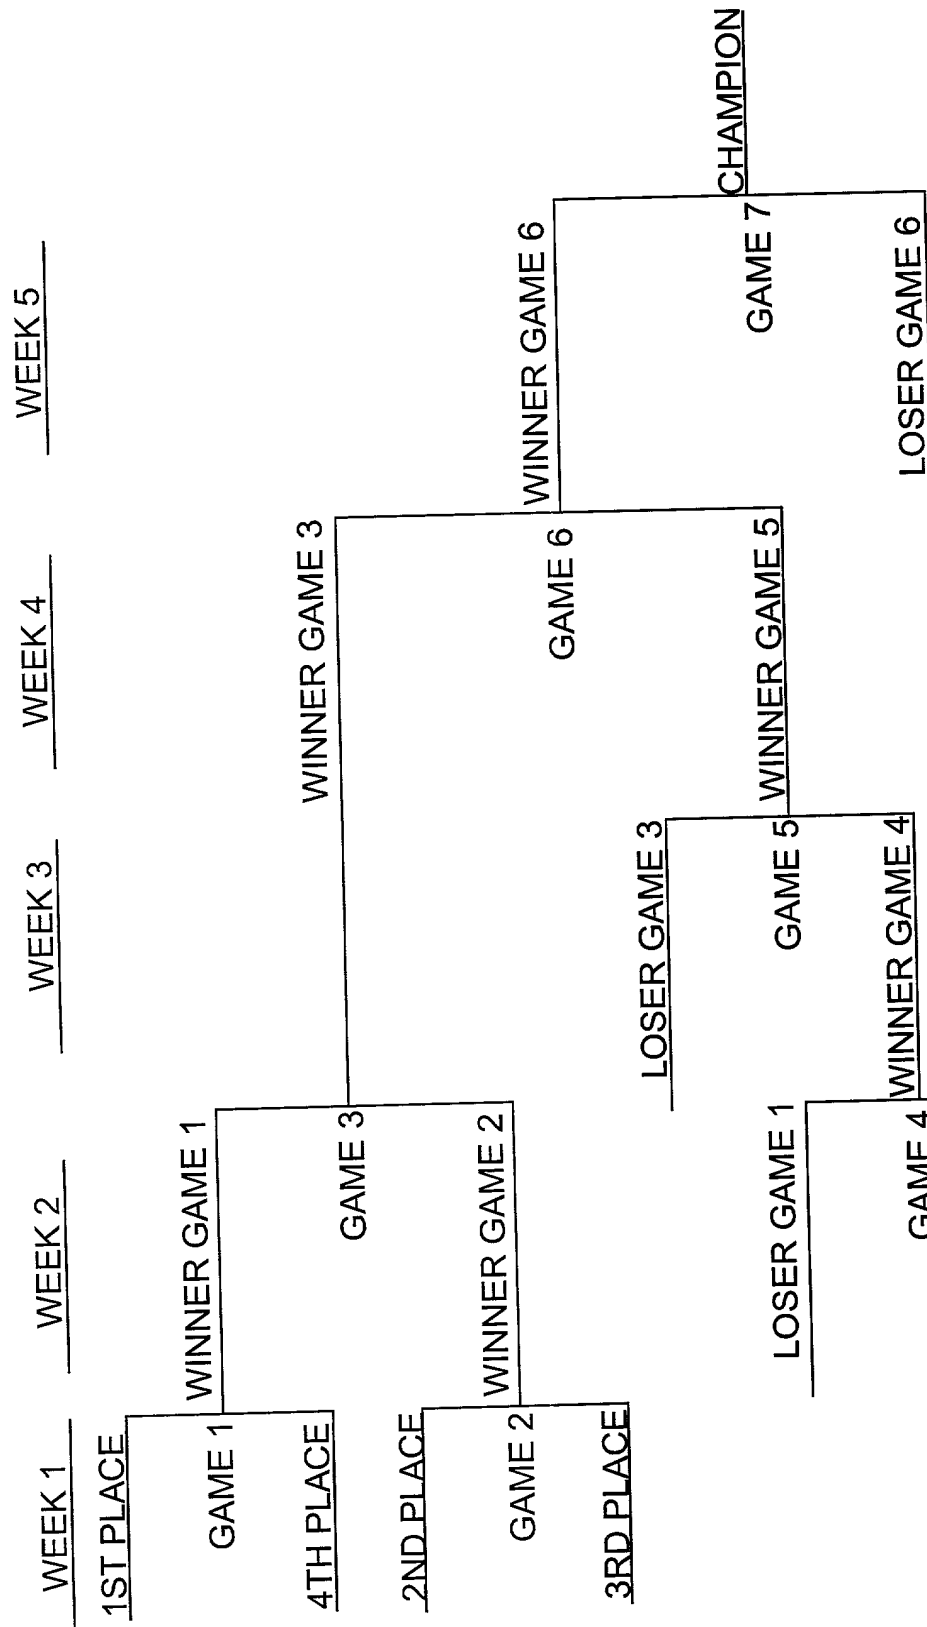 WEEK 1
WEEK 2
WEEK 3
WEEK 4
WEEK 5
1ST PLACE
GAME 1
4TH PLACE
2ND PLACE
GAME 2
3RD PLACE
WINNER GAME 1
GAME 3
WINNER GAME 2
LOSER GAME 1
GAME 4
WINNER GAME 3
LOSER GAME 3
GAME 5
WINNER GAME 4
GAME 6
WINNER GAME 5
WINNER GAME 6
GAME 7
LOSER GAME 6
CHAMPION